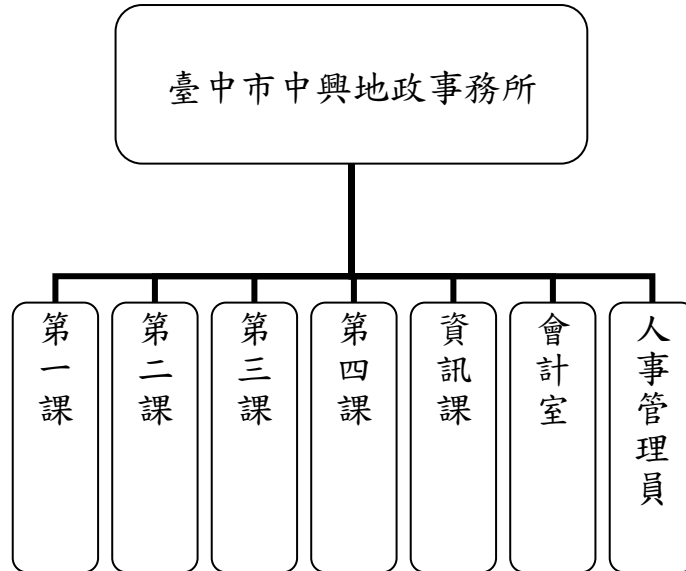 臺中市中興地政事務所
第一課
第二課
第三課
第四課
資訊課
會計室
人事管理員